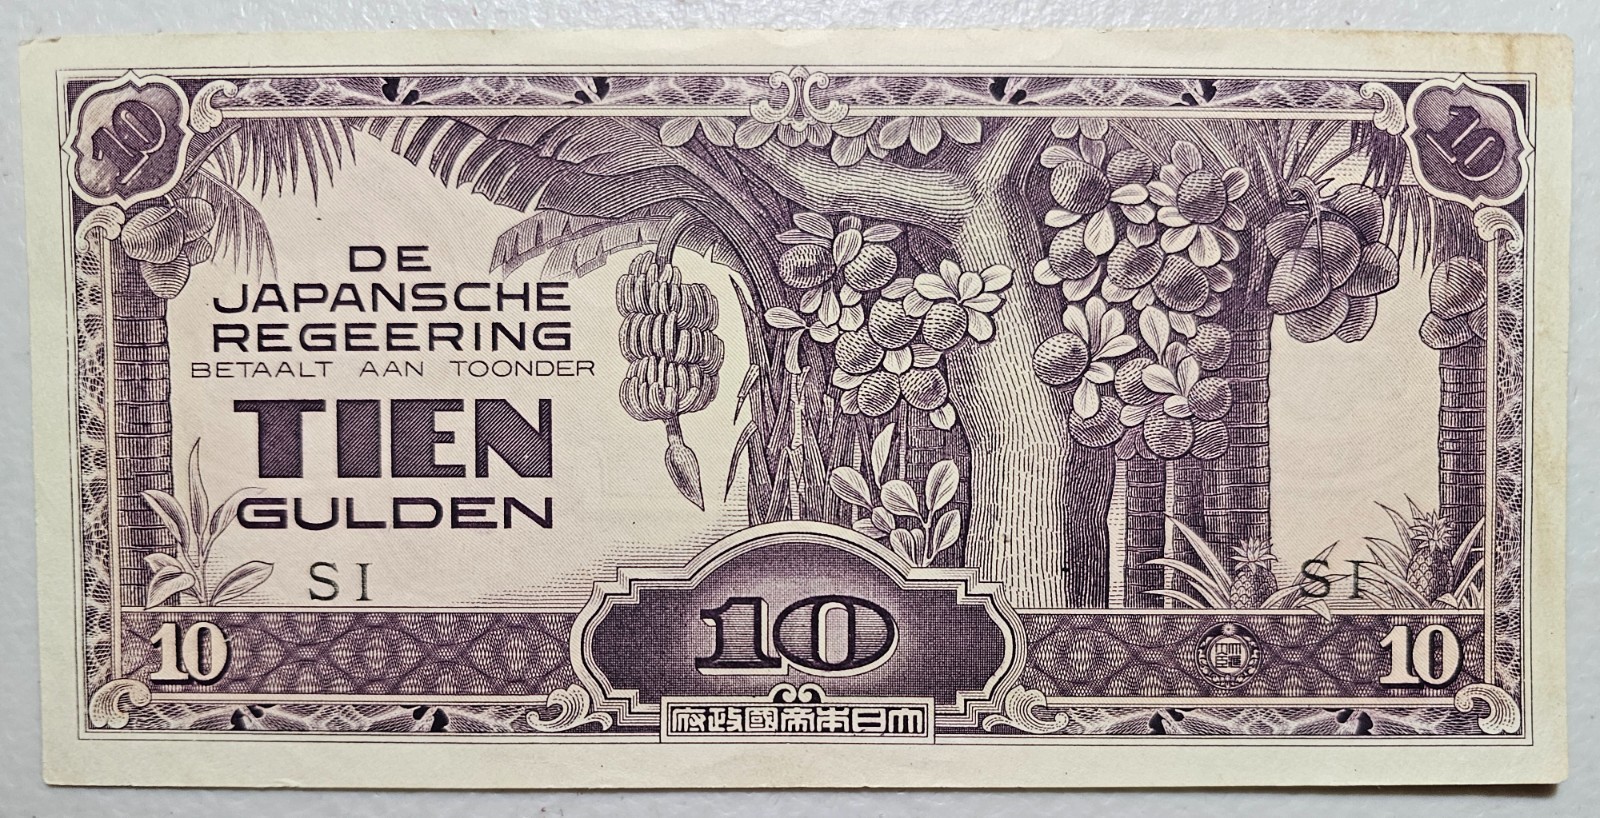 10
10
DE
JAPANSCHE
REGEERING
BETAALT AAN TOONDER
TIEN
GULDEN
SI
SI
10
10
10
府政國帝本日大